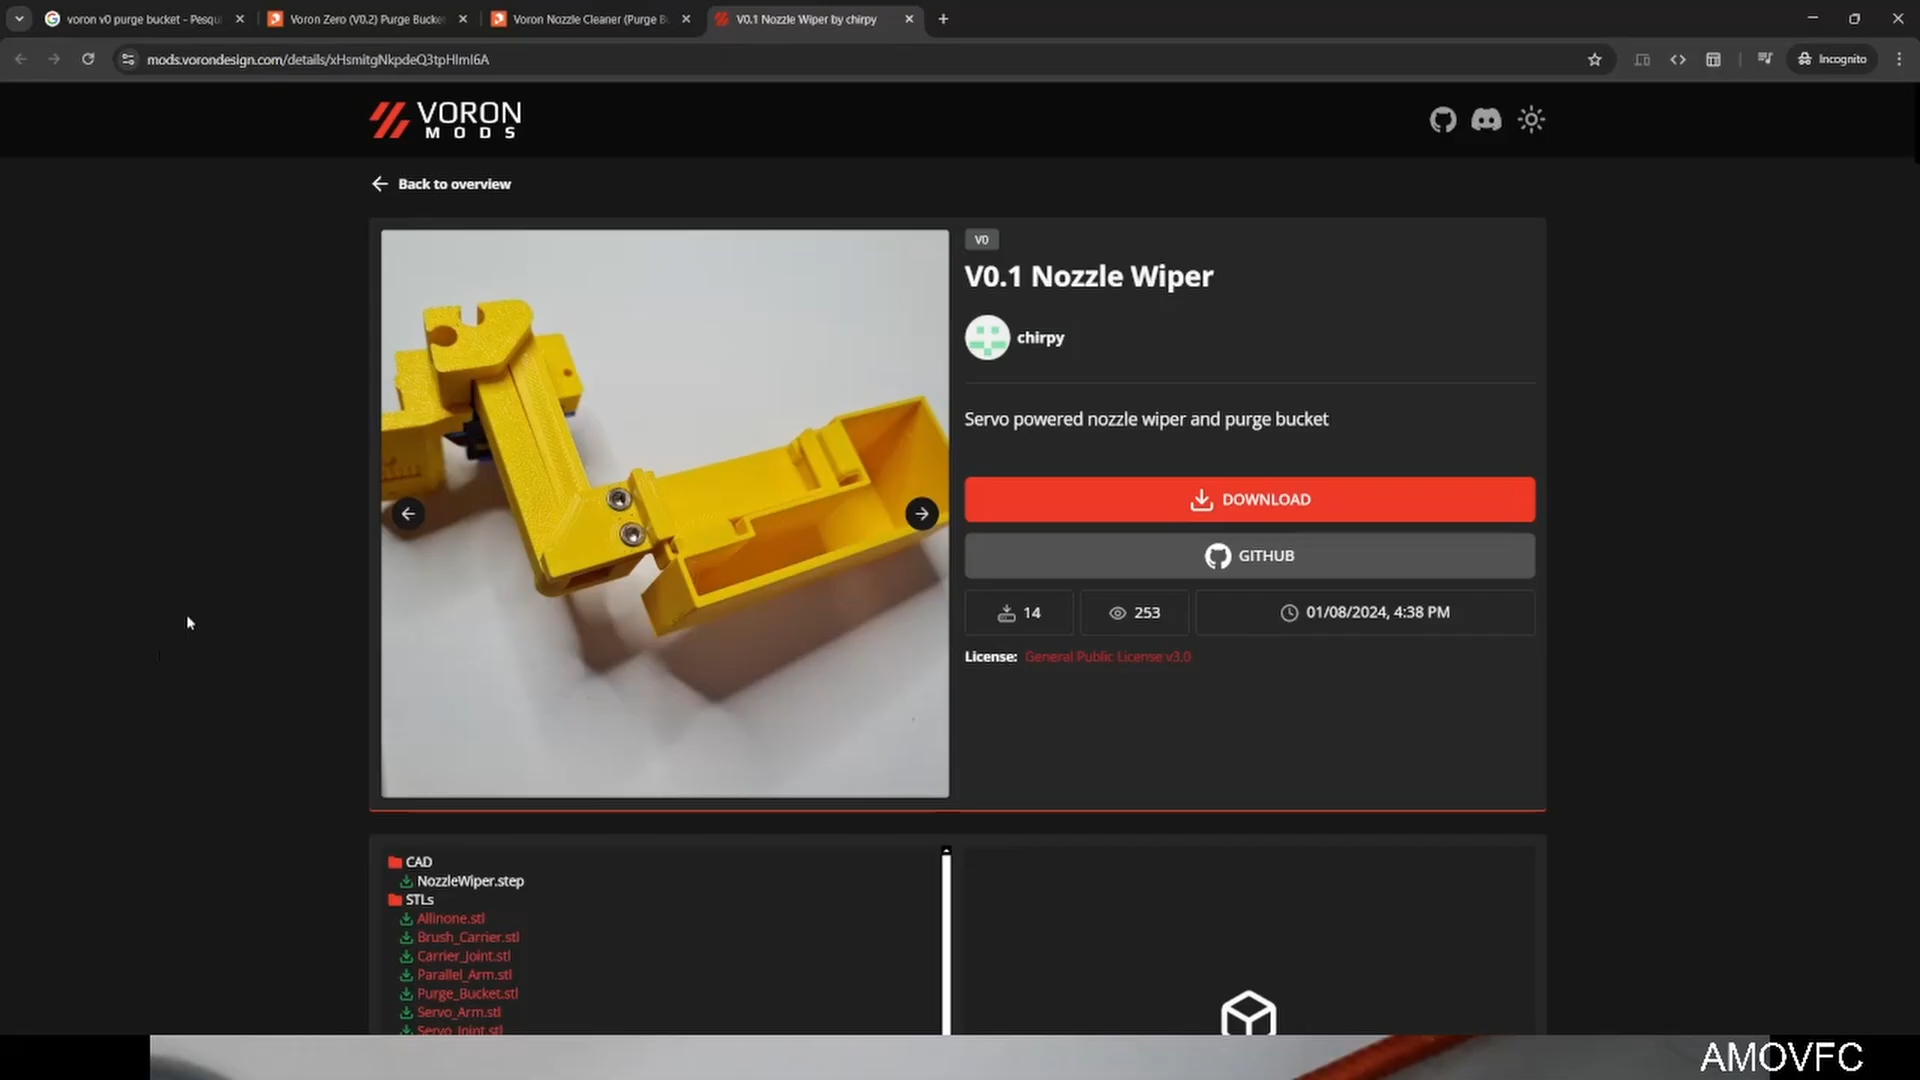 voron v0 purge bucket - Pesqu
Voron Zero (V0.2) Purge Bucke
Voron Nozzle Cleaner (Purge B
V0.1 Nozzle Wiper by chirpy
mods.vorondesign.com/details/xHsmitgNkpdeQ3tpHlmI6A
Incognito
VORON
MODS
Back to overview
V0
V0.1 Nozzle Wiper
chirpy
Servo powered nozzle wiper and purge bucket
DOWNLOAD
GITHUB
14
253
01/08/2024, 4:38 PM
License: General Public License v3.0
CAD
NozzleWiper.step
STLs
Allinone.stl
Brush_Carrier.stl
Carrier_Joint.stl
Parallel_Arm.stl
Purge_Bucket.stl
Servo_Arm.stl
Servo_Joint.stl
AMOVFC